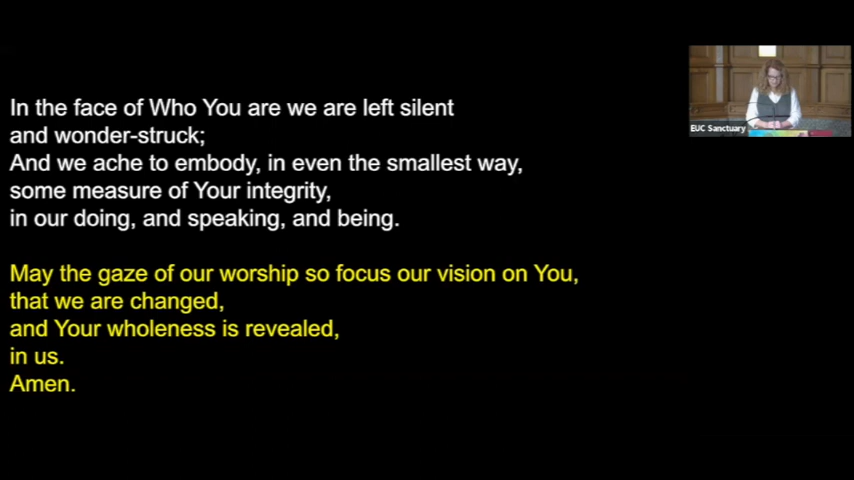 In the face of Who You are we are left silent
and wonder-struck;
And we ache to embody, in even the smallest way,
some measure of Your integrity,
in our doing, and speaking, and being.
May the gaze of our worship so focus our vision on You,
that we are changed,
and Your wholeness is revealed,
in us.
Amen.
EUC Sanctuary